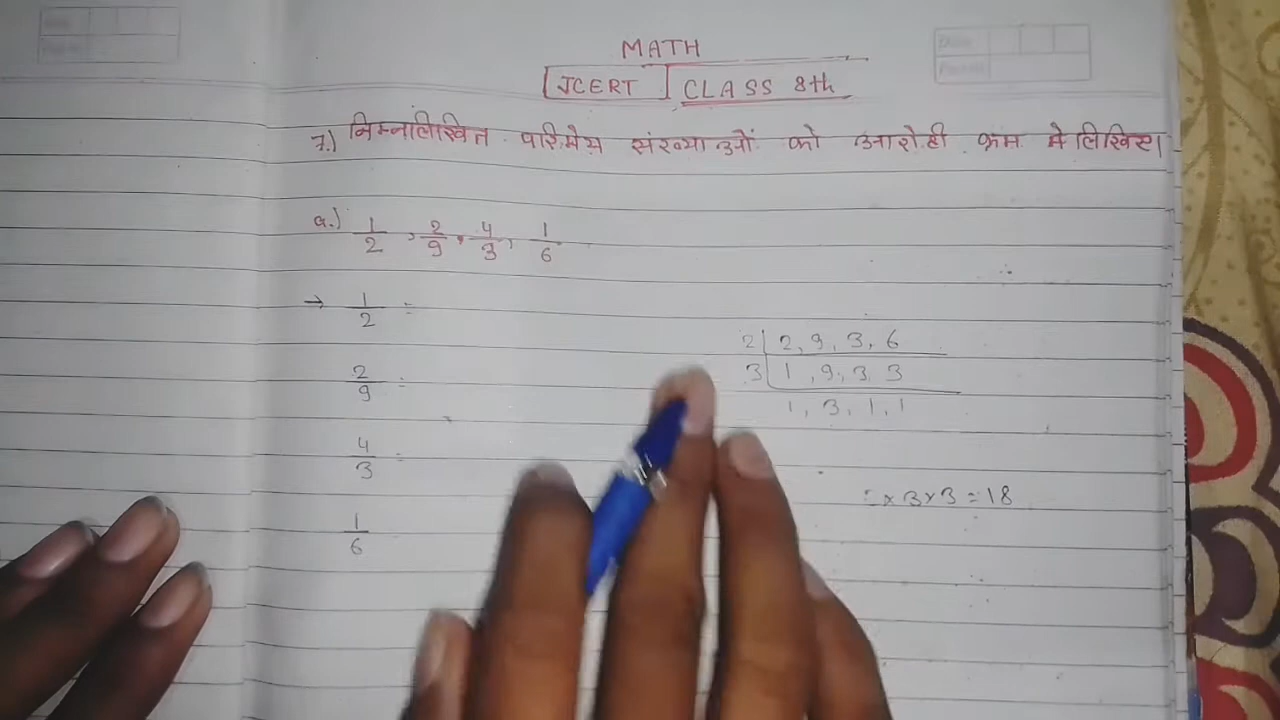 MATH
JCERT CLASS 8th
7.) निम्नलिखित परिमेय संख्याओं को आरोही क्रम मे लिखिए।
a.) 1/2, 2/9, 4/3, 1/6
→ 1/2 =
2 | 2, 9, 3, 6
2/9 =
3 | 1, 9, 3, 3
1, 3, 1, 1
4/3 =
× 3 × 3 = 18
1/6